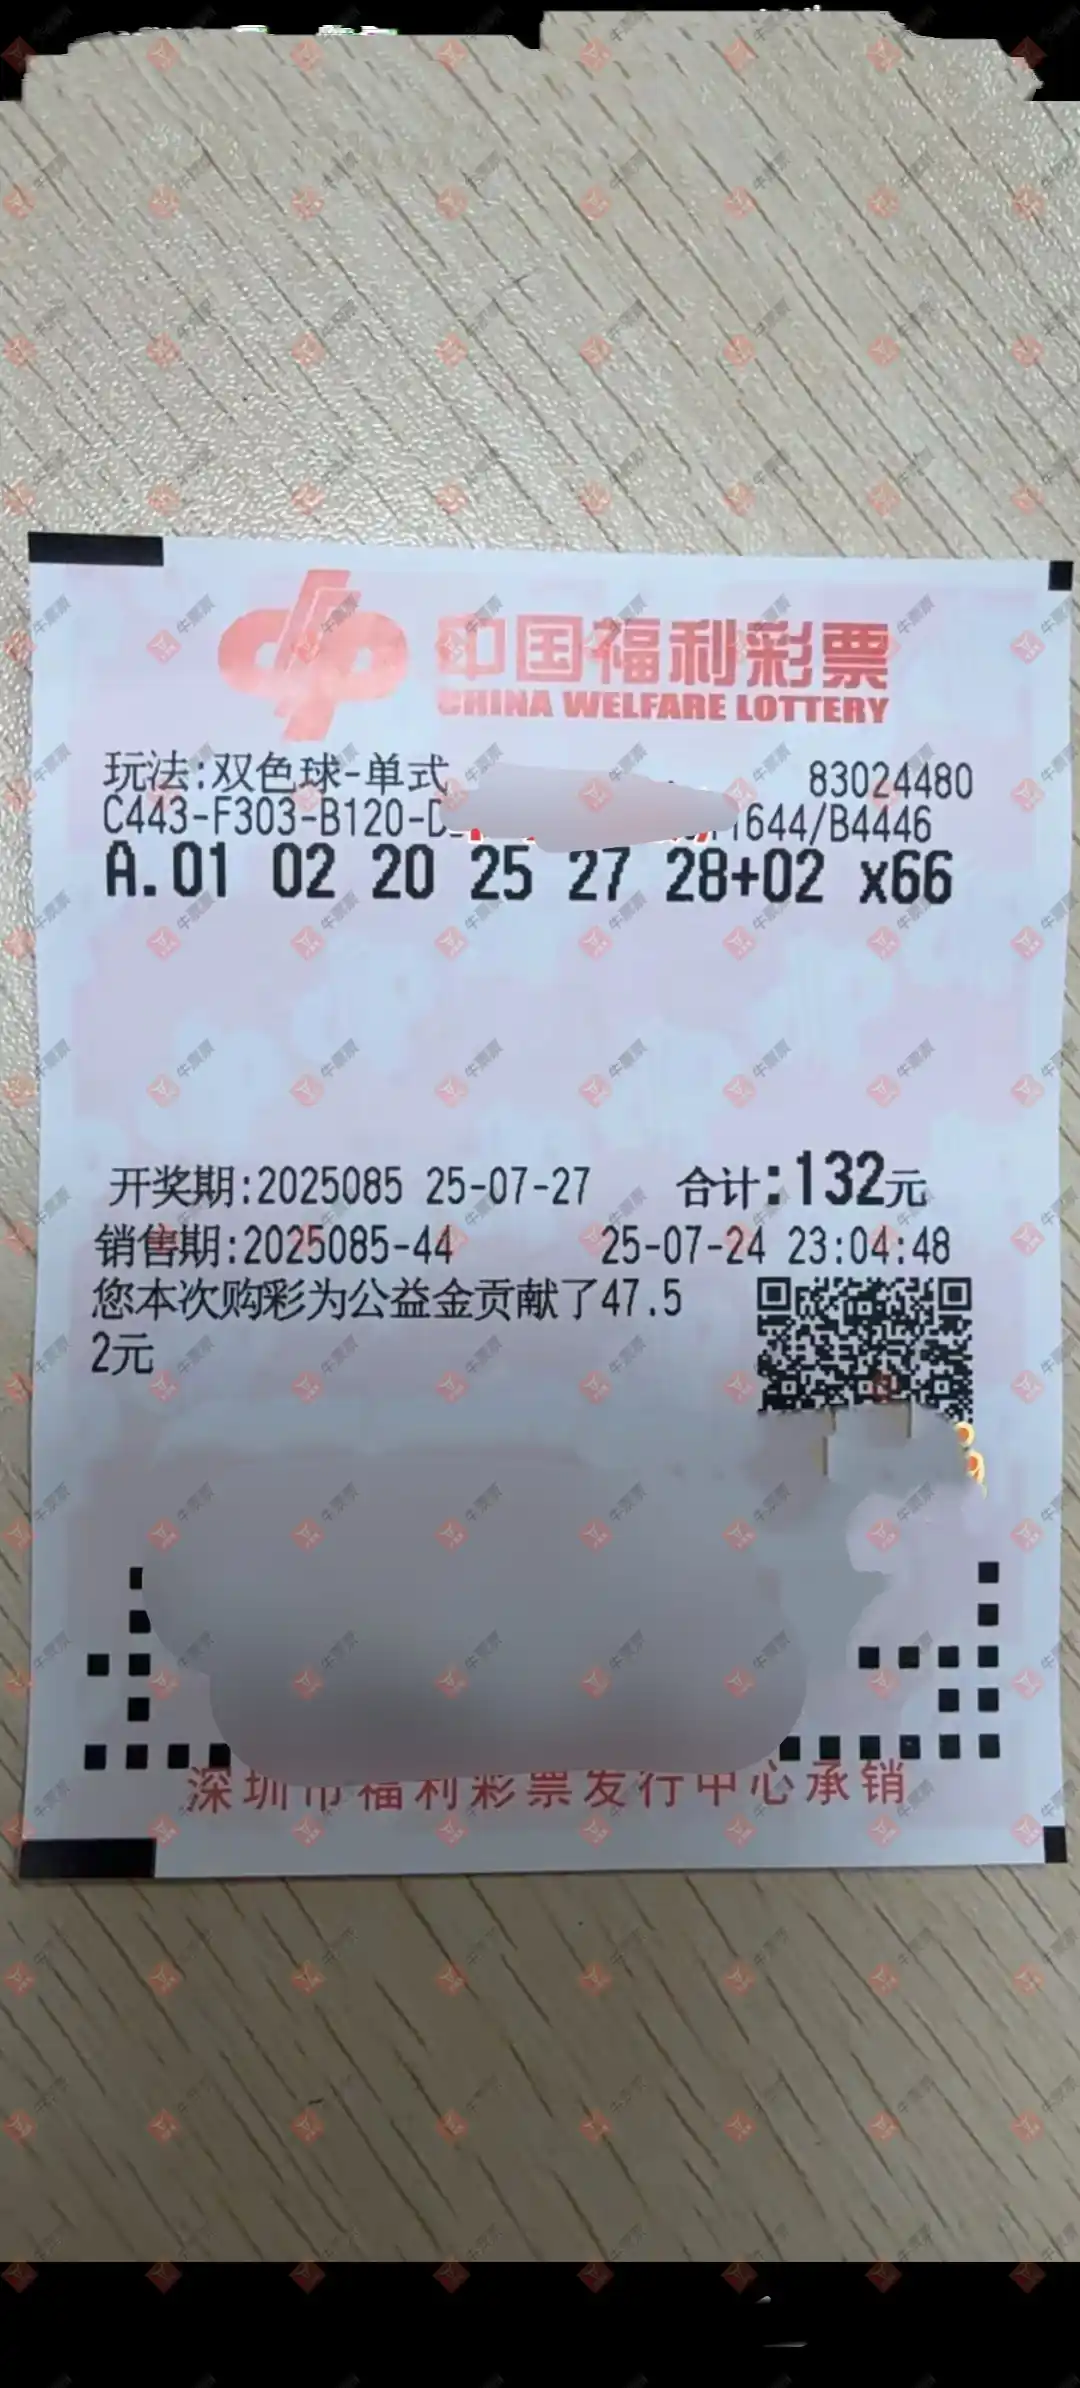 中国福利彩票
CHINA WELFARE LOTTERY
玩法:双色球-单式 83024480
C443-F303-B120-D 1644/B4446
A.01 02 20 25 27 28+02 x66
开奖期:2025085 25-07-27 合计:132元
销售期:2025085-44 25-07-24 23:04:48
您本次购彩为公益金贡献了47.5
2元
深圳市福利彩票发行中心承销
牛票票